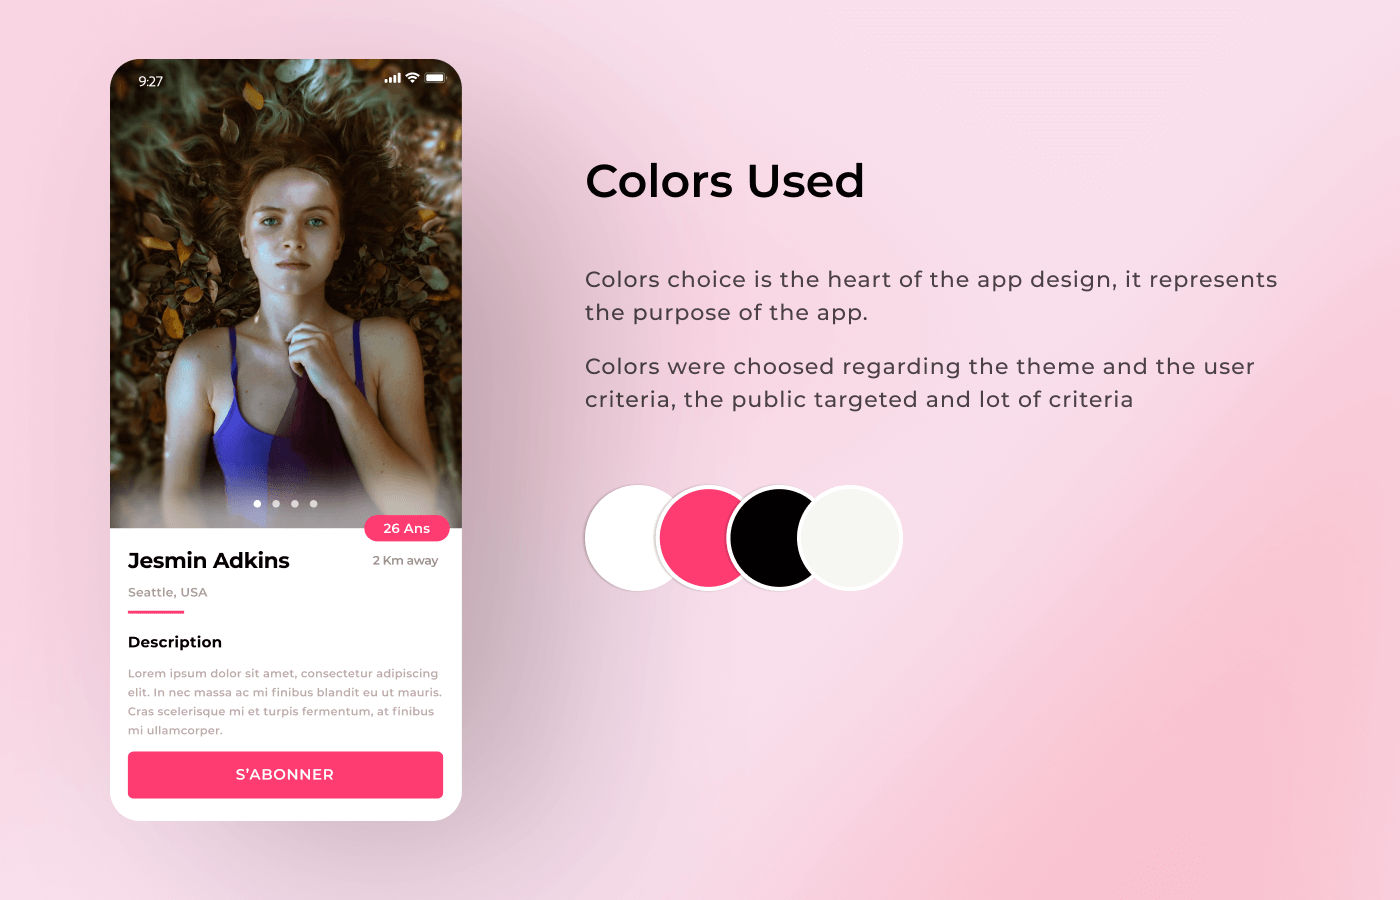 9:27
26 Ans
Jesmin Adkins
2 Km away
Seattle, USA
Description
Lorem ipsum dolor sit amet, consectetur adipiscing
elit. In nec massa ac mi finibus blandit eu ut mauris.
Cras scelerisque mi et turpis fermentum, at finibus
mi ullamcorper.
S’ABONNER
Colors Used
Colors choice is the heart of the app design, it represents
the purpose of the app.
Colors were choosed regarding the theme and the user
criteria, the public targeted and lot of criteria